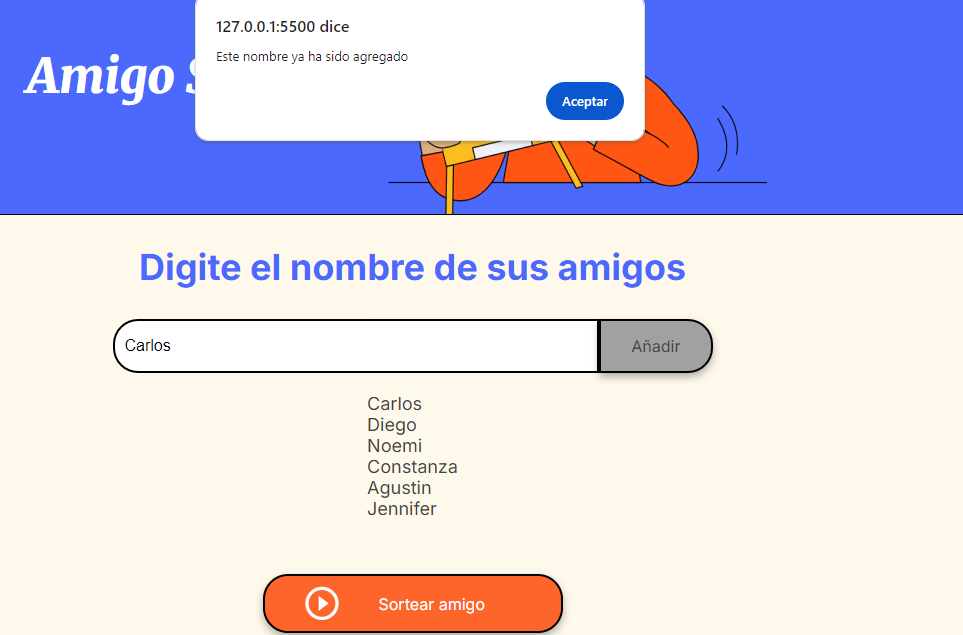 127.0.0.1:5500 dice
Este nombre ya ha sido agregado
Aceptar
Amigo
Digite el nombre de sus amigos
Carlos
Añadir
Carlos
Diego
Noemi
Constanza
Agustin
Jennifer
Sortear amigo